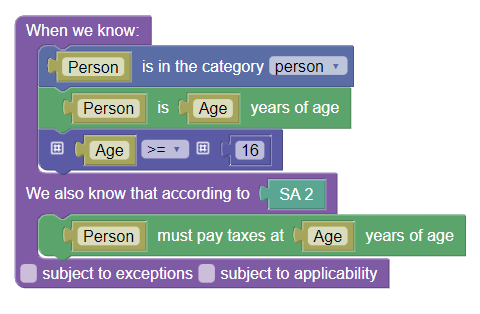 When we know:
Person is in the category person
Person is Age years of age
Age >= 16
We also know that according to SA 2
Person must pay taxes at Age years of age
subject to exceptions subject to applicability